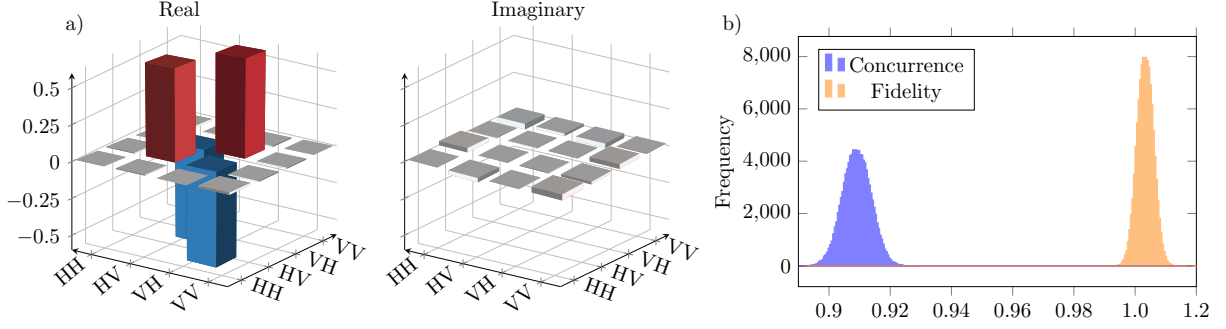 a)
Real
0.5
0.25
0
−0.25
−0.5
HH
HV
VH
VV
HH
HV
VH
VV
Imaginary
HH
HV
VH
VV
HH
HV
VH
VV
b)
Frequency
8,000
6,000
4,000
2,000
0
Concurrence
Fidelity
0.9
0.92
0.94
0.96
0.98
1.0
1.2